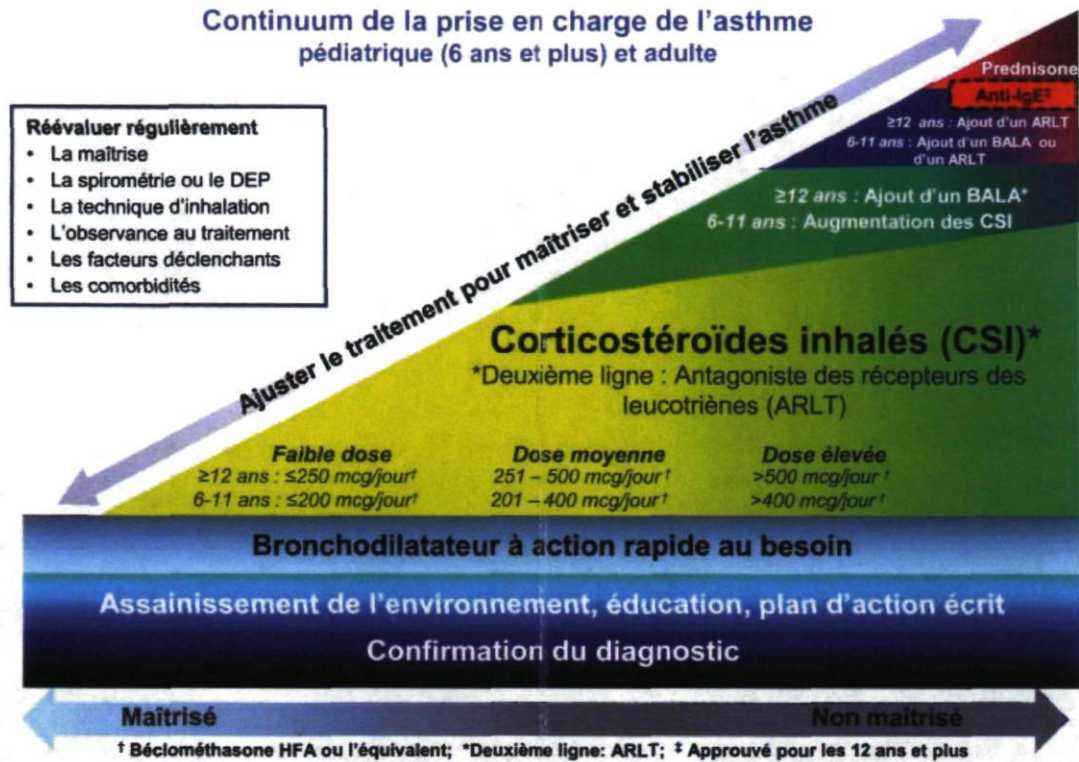 Continuum de la prise en charge de l'asthme
pédiatrique (6 ans et plus) et adulte
Réévaluer régulièrement
• La maîtrise
• La spirométrie ou le DEP
• La technique d'inhalation
• L'observance au traitement
• Les facteurs déclenchants
• Les comorbidités
Ajuster le traitement pour maîtriser et stabiliser l'asthme
Prednisone
Anti-IgE‡
≥12 ans : Ajout d'un ARLT
6-11 ans : Ajout d'un BALA ou
d'un ARLT
≥12 ans : Ajout d'un BALA*
6-11 ans : Augmentation des CSI
Corticostéroïdes inhalés (CSI)*
*Deuxième ligne : Antagoniste des récepteurs des
leucotriènes (ARLT)
Faible dose Dose moyenne Dose élevée
≥12 ans : ≤250 mcg/jour† 251 – 500 mcg/jour† >500 mcg/jour†
6-11 ans : ≤200 mcg/jour† 201 – 400 mcg/jour† >400 mcg/jour†
Bronchodilatateur à action rapide au besoin
Assainissement de l'environnement, éducation, plan d'action écrit
Confirmation du diagnostic
Maîtrisé Non maîtrisé
† Béclométhasone HFA ou l'équivalent; *Deuxième ligne: ARLT; ‡ Approuvé pour les 12 ans et plus